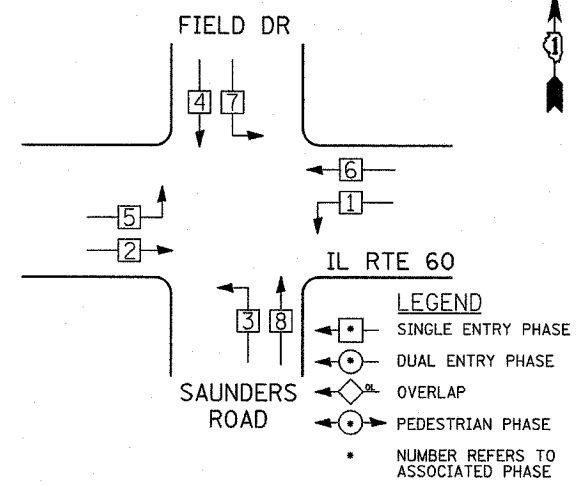 FIELD DR
1
4 7
6
1
5
2
IL RTE 60
3 8
SAUNDERS
ROAD
LEGEND
* SINGLE ENTRY PHASE
* DUAL ENTRY PHASE
OL OVERLAP
* PEDESTRIAN PHASE
* NUMBER REFERS TO
ASSOCIATED PHASE